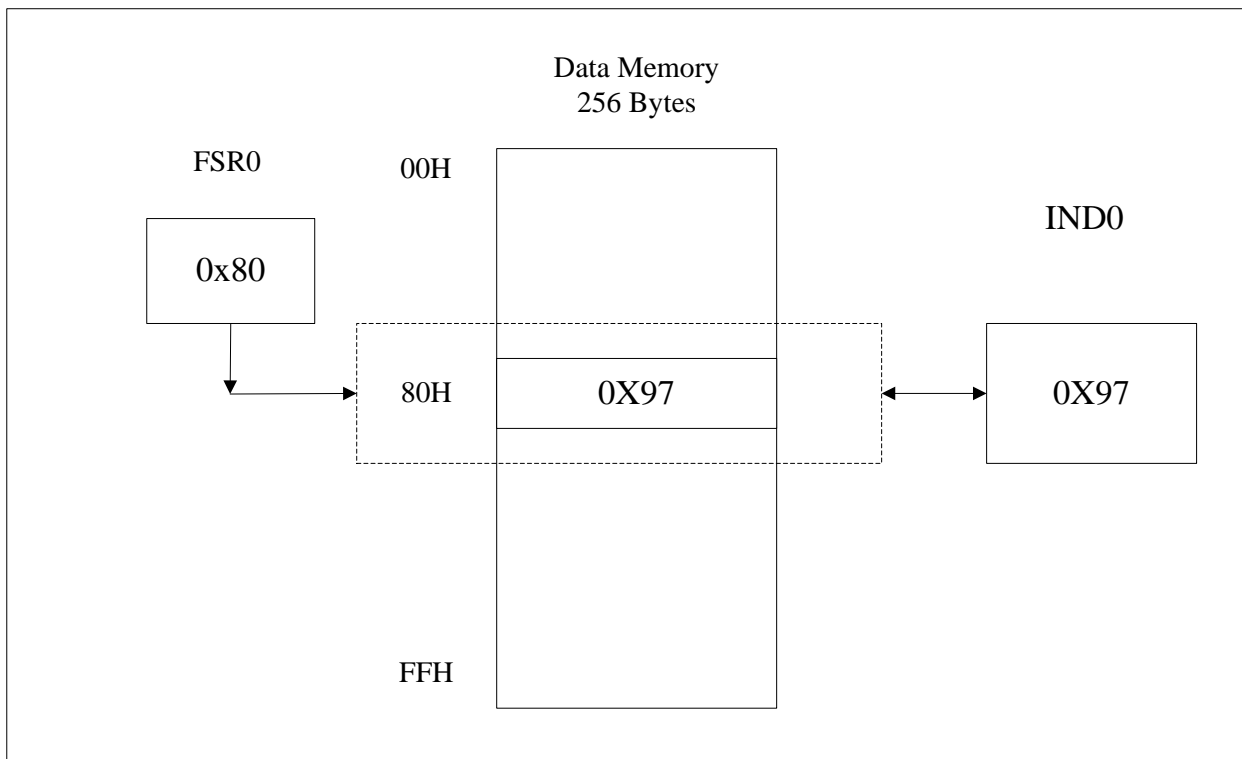 Data Memory
256 Bytes
FSR0
00H
IND0
0x80
80H
0X97
0X97
FFH